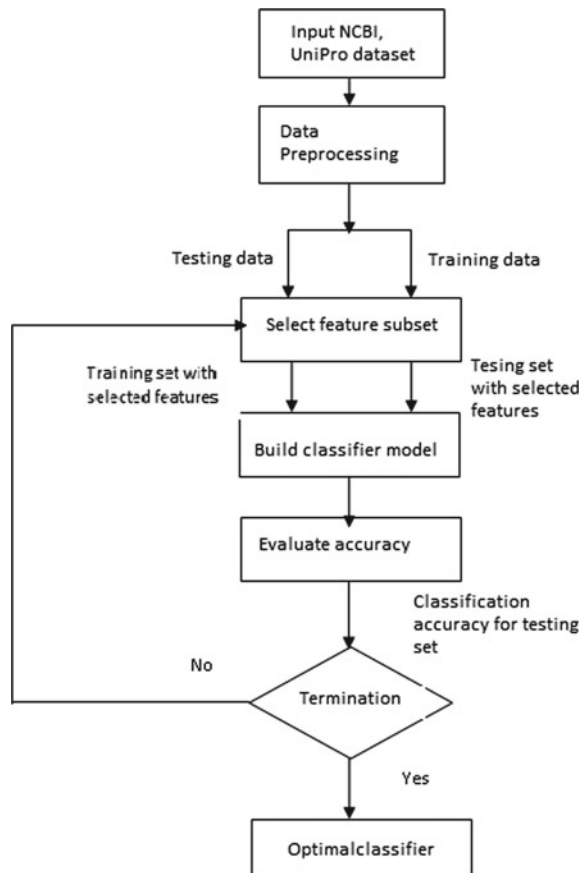 Input NCBI,
UniPro dataset
Data
Preprocessing
Testing data
Training data
Select feature subset
Training set with
selected features
Tesing set
with selected
features
Build classifier model
Evaluate accuracy
Classification
accuracy for testing
set
No
Termination
Yes
Optimalclassifier